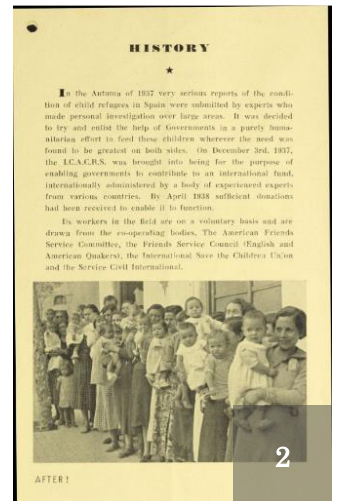 HISTORY
In the Autumn of 1937 very serious reports of the condi-
tion of child refugees in Spain were submitted by experts who
made personal investigation over large areas. It was decided
to try and enlist the help of Governments in a purely huma-
nitarian effort to feed these children wherever the need was
found to be greatest on both sides. On December 3rd, 1937,
the I.C.A.C.R.S. was brought into being for the purpose of
enabling governments to contribute to an international fund,
internationally administered by a body of experienced experts
from various countries. By April 1938 sufficient donations
had been received to enable it to function.
Its workers in the field are on a voluntary basis and are
drawn from the co-operating bodies, The American Friends
Service Committee, the Friends Service Council (English and
American Quakers), the International Save the Children Union
and the Service Civil International.
2
AFTER!